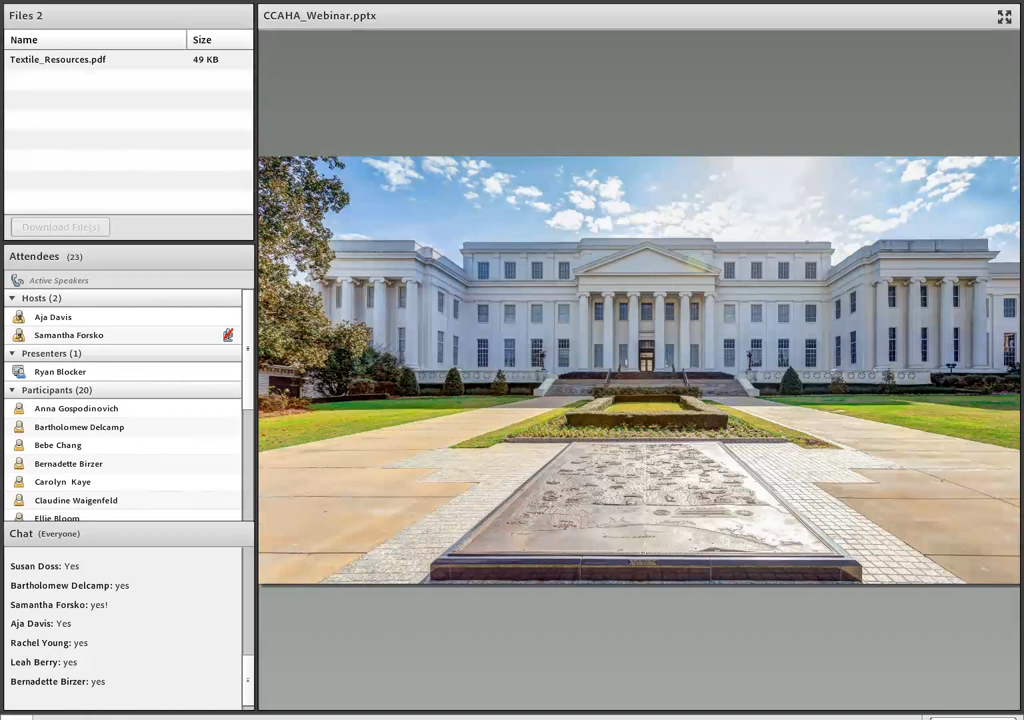 Files 2
Name Size
Textile_Resources.pdf 49 KB
Download File(s)
Attendees (23)
Active Speakers
Hosts (2)
Aja Davis
Samantha Forsko
Presenters (1)
Ryan Blocker
Participants (20)
Anna Gospodinovich
Bartholomew Delcamp
Bebe Chang
Bernadette Birzer
Carolyn Kaye
Claudine Waigenfeld
Ellie Bloom
Chat (Everyone)
Susan Doss: Yes
Bartholomew Delcamp: yes
Samantha Forsko: yes!
Aja Davis: Yes
Rachel Young: yes
Leah Berry: yes
Bernadette Birzer: yes
CCAHA_Webinar.pptx